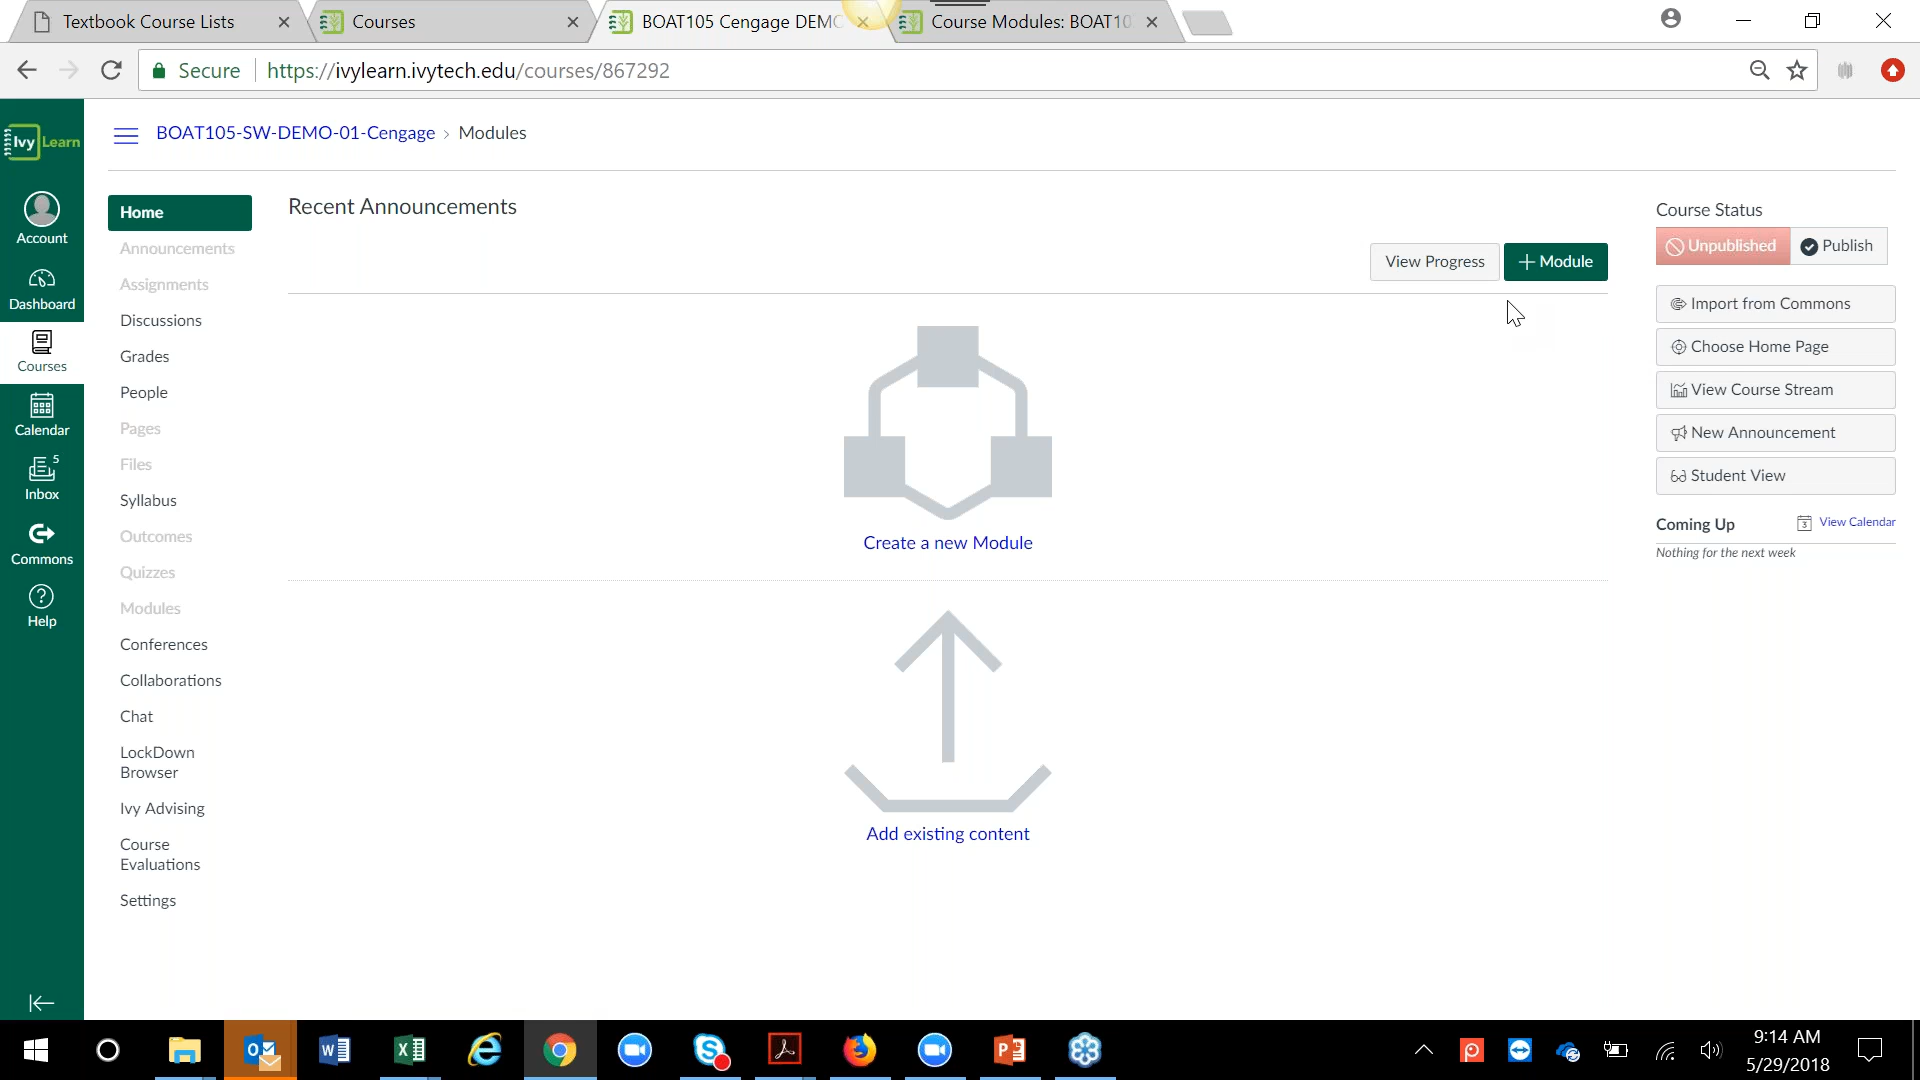 Textbook Course Lists
Courses
BOAT105 Cengage DEMO
Course Modules: BOAT10
Secure
https://ivylearn.ivytech.edu/courses/867292
Ivy Learn
Account
Dashboard
Courses
Calendar
5
Inbox
Commons
Help
BOAT105-SW-DEMO-01-Cengage › Modules
Home
Announcements
Assignments
Discussions
Grades
People
Pages
Files
Syllabus
Outcomes
Quizzes
Modules
Conferences
Collaborations
Chat
LockDown
Browser
Ivy Advising
Course
Evaluations
Settings
Recent Announcements
View Progress
+ Module
Create a new Module
Add existing content
Course Status
Unpublished
Publish
Import from Commons
Choose Home Page
View Course Stream
New Announcement
Student View
Coming Up
3 View Calendar
Nothing for the next week
9:14 AM
5/29/2018